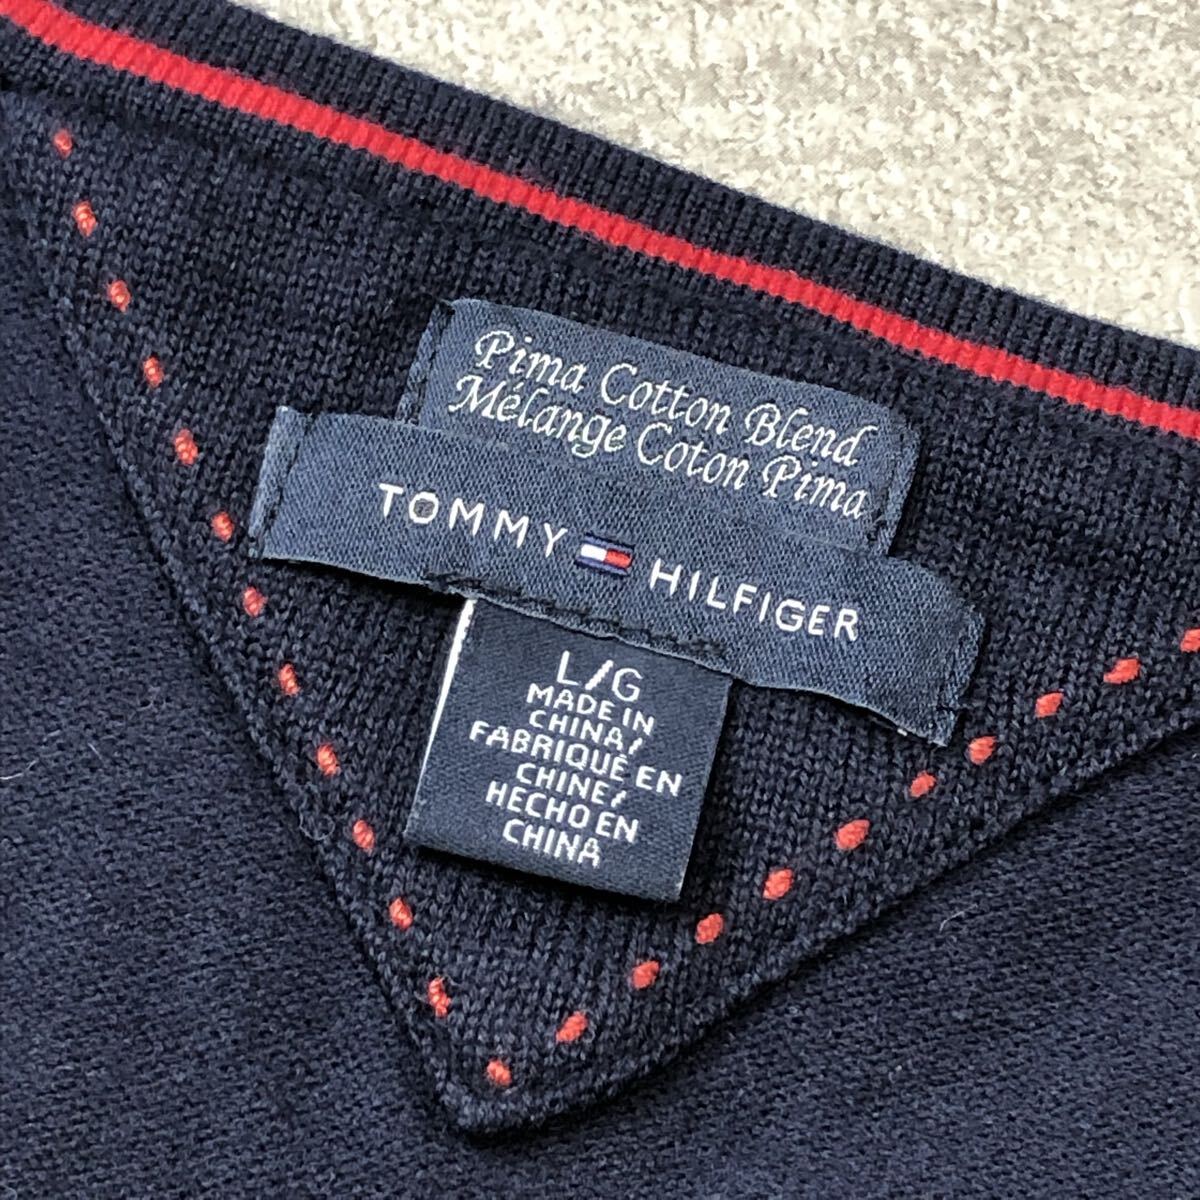 Pima Cotton Blend
Mélange Coton Pima
TOMMY HILFIGER
L/G
MADE IN
CHINA/
FABRIQUÉ EN
CHINE/
HECHO EN
CHINA